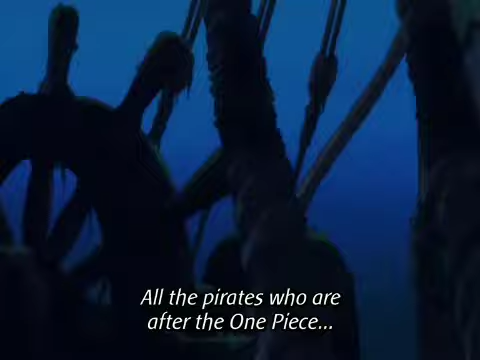 All the pirates who are
after the One Piece...